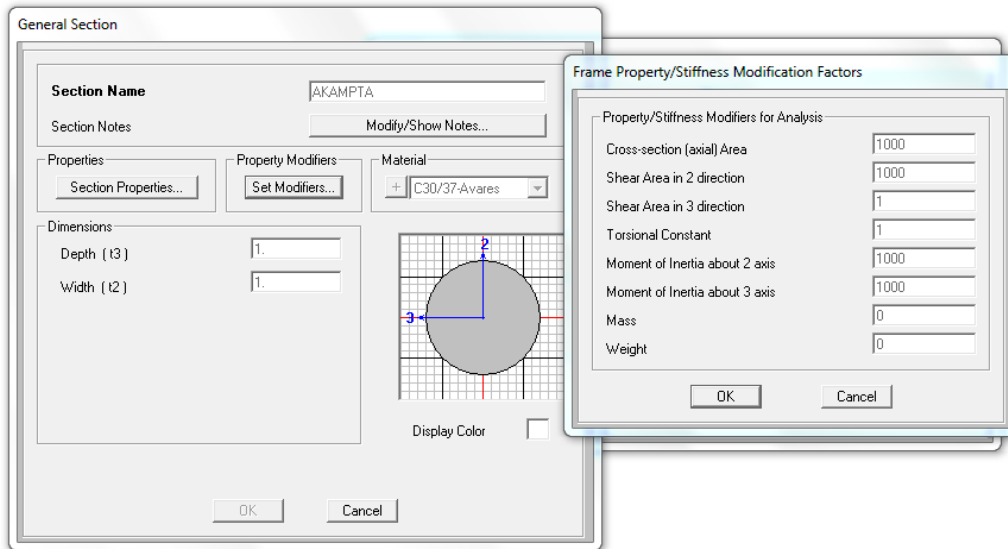 General Section
Section Name AKAMPTA
Section Notes Modify/Show Notes...
Properties Property Modifiers Material
Section Properties... Set Modifiers... + C30/37-Avares
Dimensions
Depth ( t3 ) 1.
Width ( t2 ) 1.
2
3
Display Color
OK Cancel
Frame Property/Stiffness Modification Factors
Property/Stiffness Modifiers for Analysis
Cross-section (axial) Area 1000
Shear Area in 2 direction 1000
Shear Area in 3 direction 1
Torsional Constant 1
Moment of Inertia about 2 axis 1000
Moment of Inertia about 3 axis 1000
Mass 0
Weight 0
OK Cancel